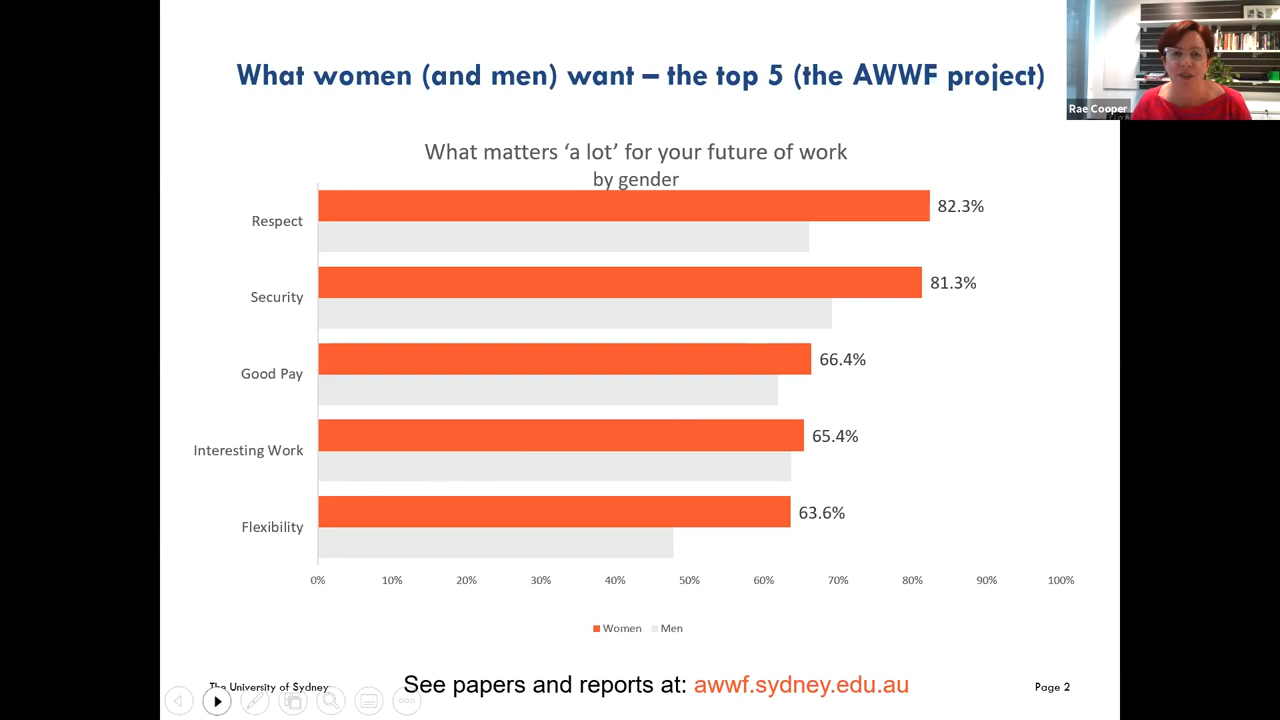 What women (and men) want – the top 5 (the AWWF project)
Rae Cooper
What matters ‘a lot’ for your future of work
by gender
Respect
82.3%
Security
81.3%
Good Pay
66.4%
Interesting Work
65.4%
Flexibility
63.6%
0% 10% 20% 30% 40% 50% 60% 70% 80% 90% 100%
Women Men
The University of Sydney
See papers and reports at: awwf.sydney.edu.au
Page 2